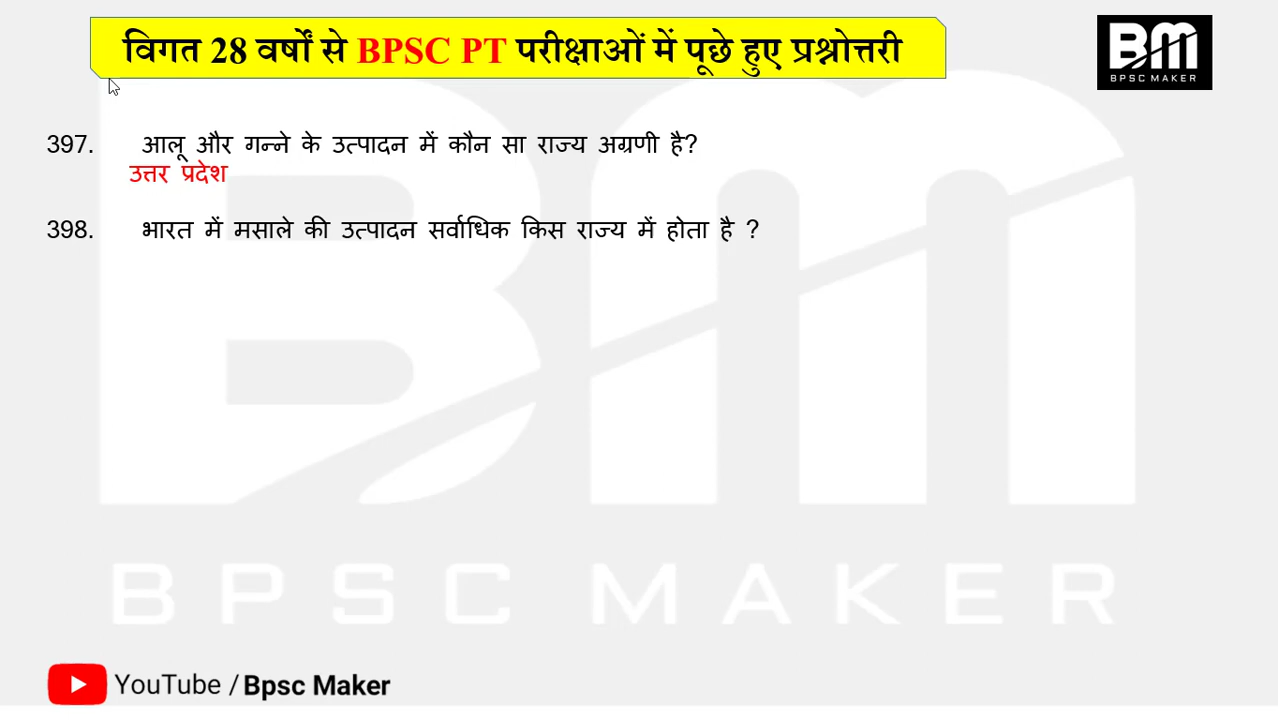 विगत 28 वर्षों से BPSC PT परीक्षाओं में पूछे हुए प्रश्नोत्तरी
BM
BPSC MAKER
397. आलू और गन्ने के उत्पादन में कौन सा राज्य अग्रणी है?
उत्तर प्रदेश
398. भारत में मसाले की उत्पादन सर्वाधिक किस राज्य में होता है ?
BM
BPSC MAKER
YouTube / Bpsc Maker